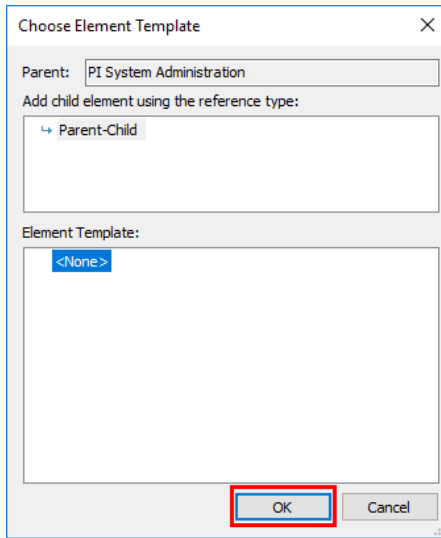 Choose Element Template
Parent: PI System Administration
Add child element using the reference type:
Parent-Child
Element Template:
<None>
OK Cancel